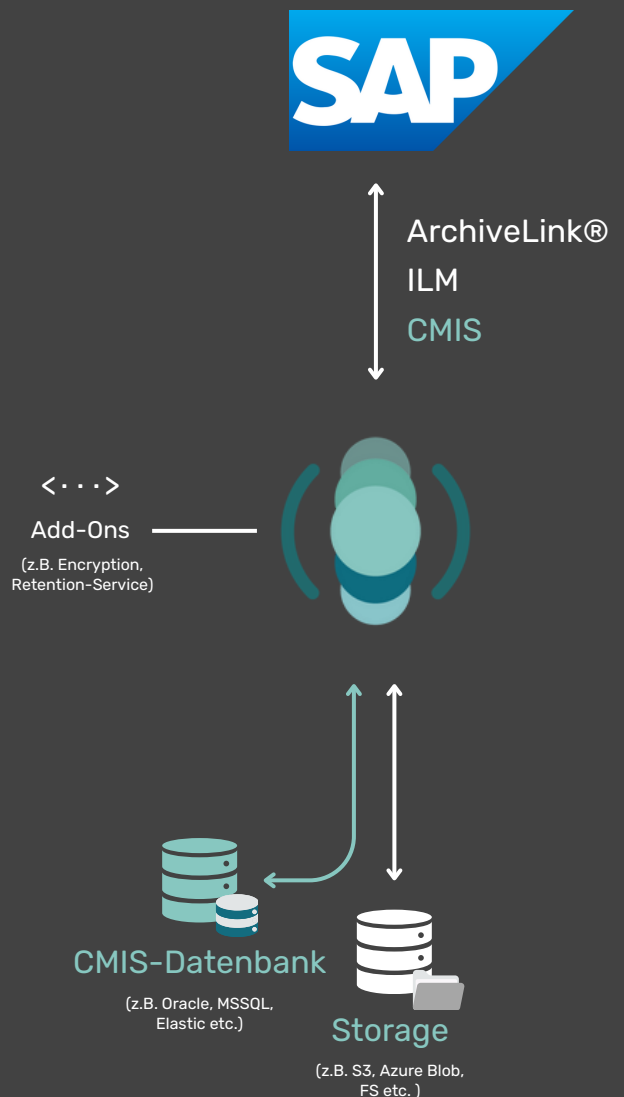 SAP
ArchiveLink®
ILM
CMIS
<···>
Add-Ons
(z.B. Encryption,
Retention-Service)
CMIS-Datenbank
(z.B. Oracle, MSSQL,
Elastic etc.)
Storage
(z.B. S3, Azure Blob,
FS etc. )